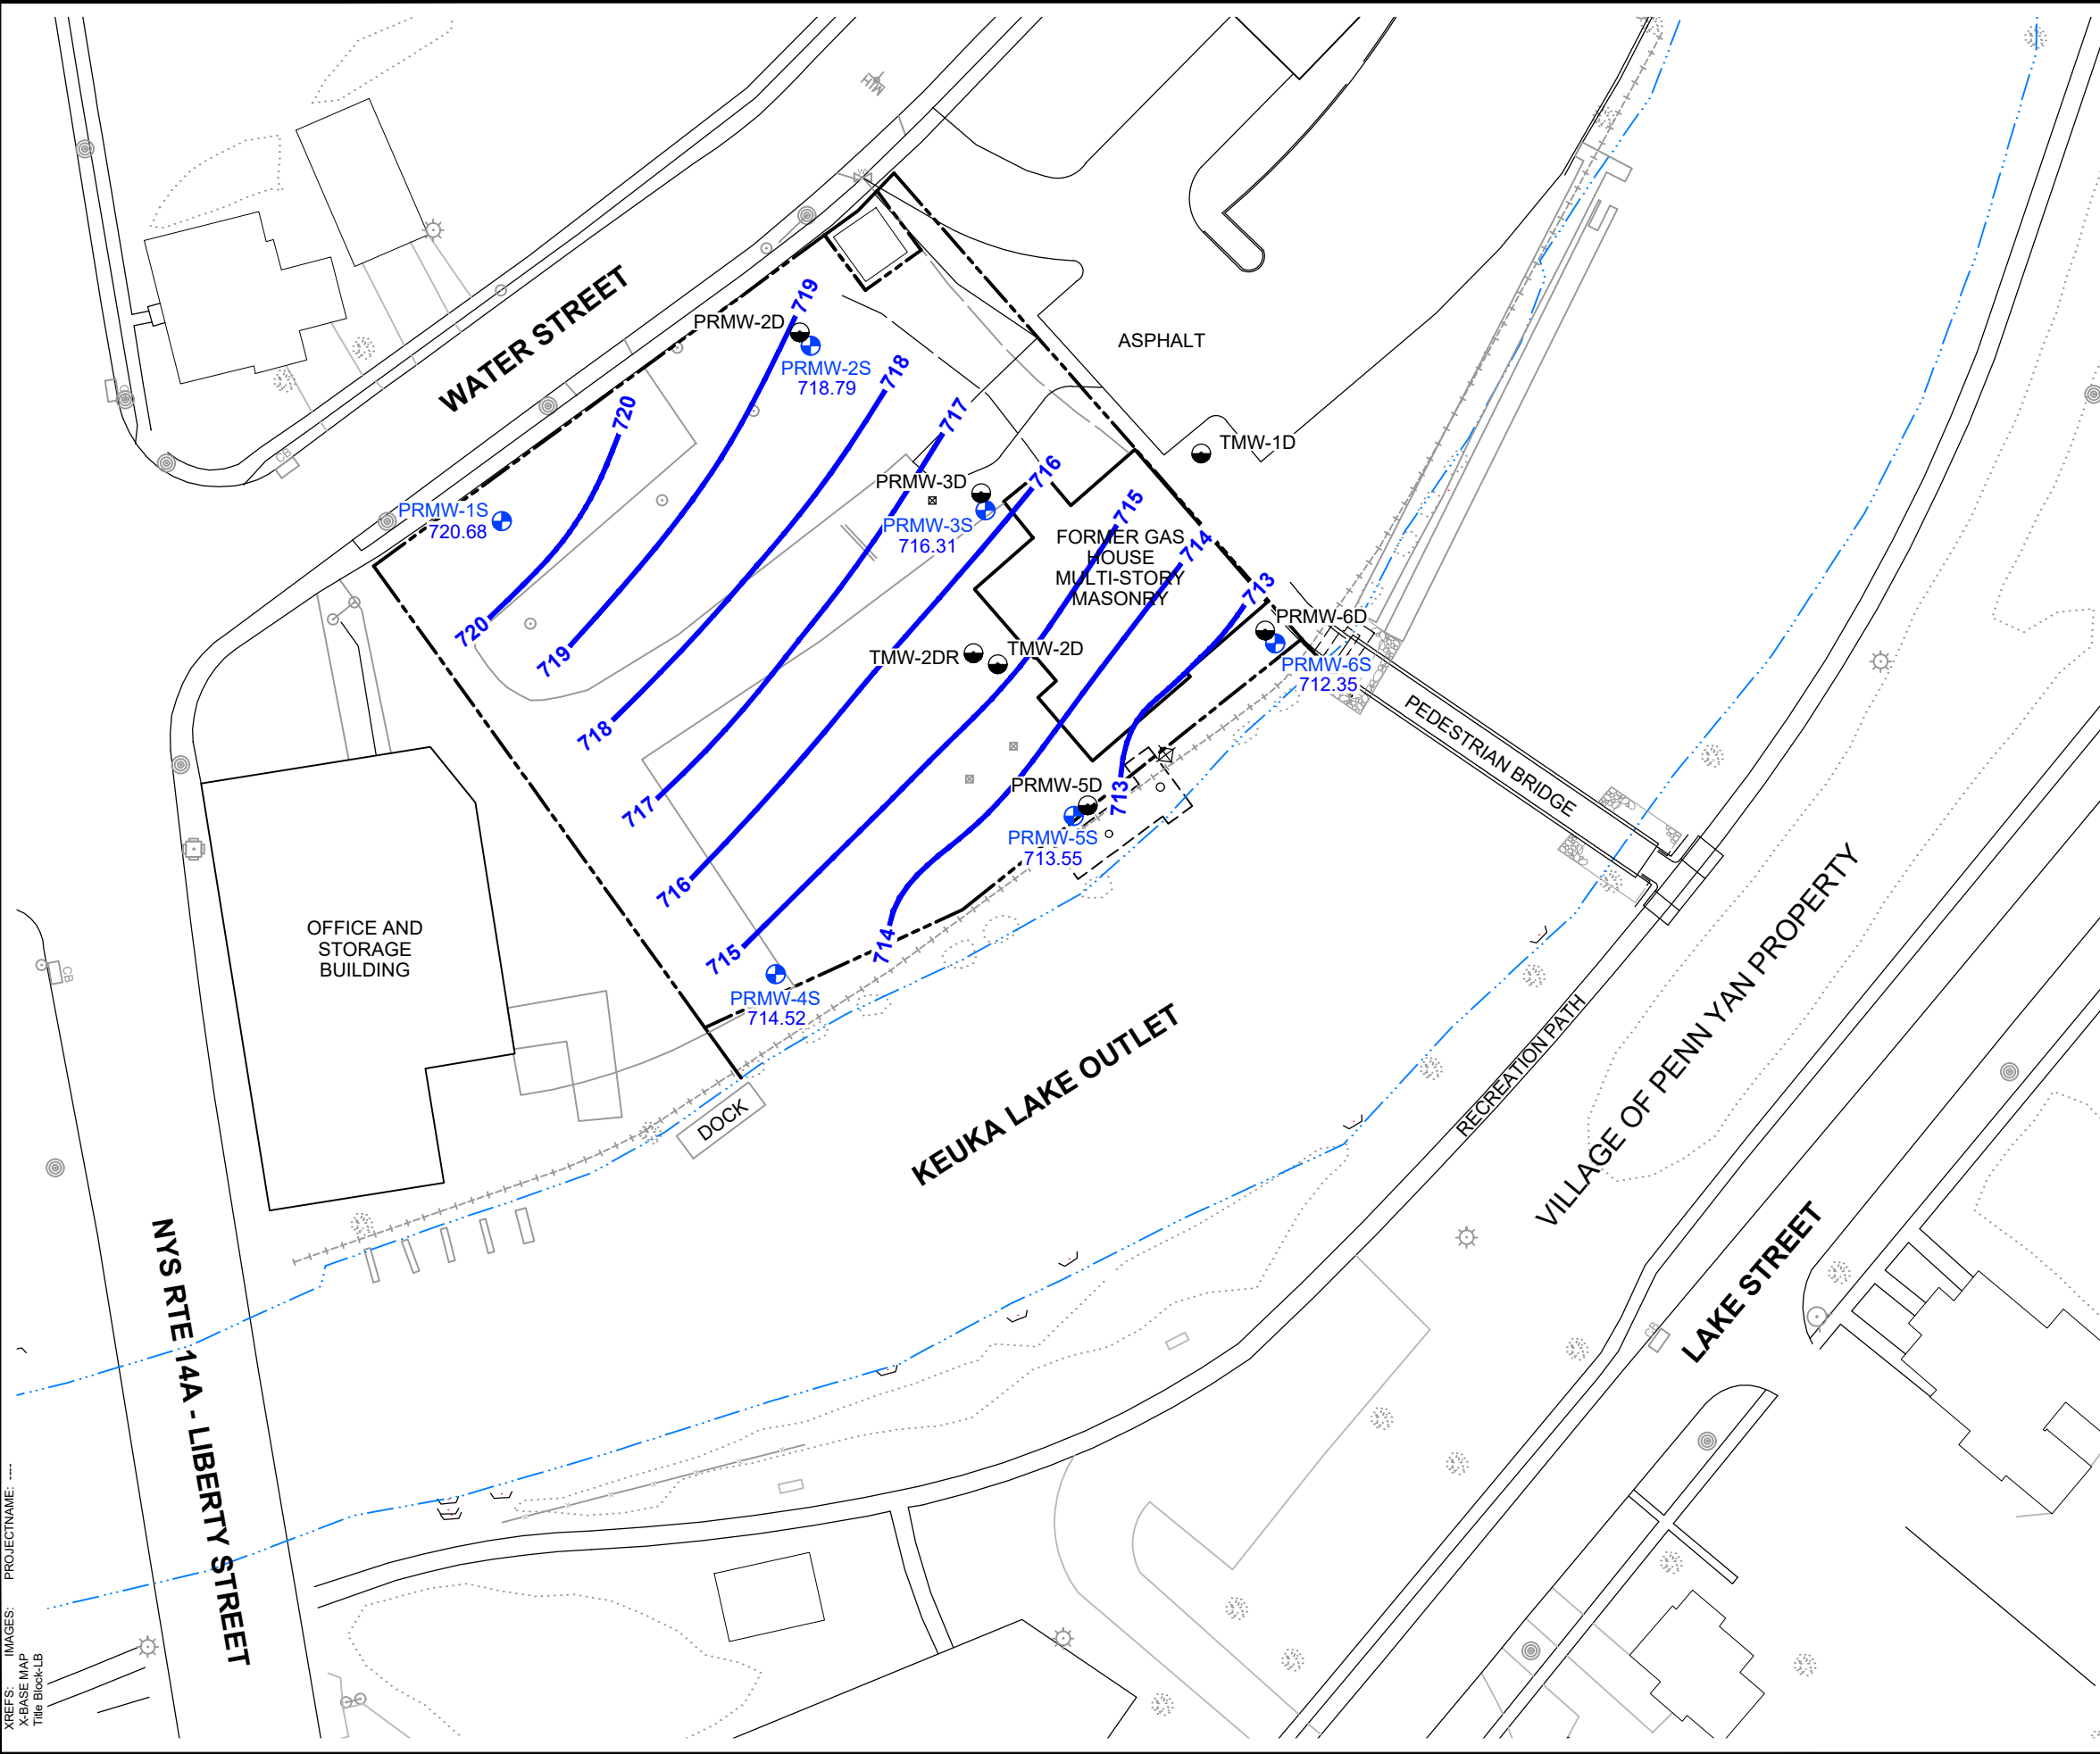 WATER STREET
ASPHALT
PRMW-2D
PRMW-2S
718.79
719
718
717
716
715
714
713
720
PRMW-1S
720.68
PRMW-3D
PRMW-3S
716.31
TMW-1D
FORMER GAS
HOUSE
MULTI-STORY
MASONRY
TMW-2DR
TMW-2D
PRMW-6D
PRMW-6S
712.35
720
719
718
717
716
715
714
713
PRMW-5D
PRMW-5S
713.55
PRMW-4S
714.52
PEDESTRIAN BRIDGE
OFFICE AND
STORAGE
BUILDING
DOCK
KEUKA LAKE OUTLET
RECREATION PATH
VILLAGE OF PENN YAN PROPERTY
LAKE STREET
NYS RTE 14A - LIBERTY STREET
CB
CB
CB
XREFS: IMAGES: PROJECTNAME: ----
X-BASE MAP
Title Block-LB